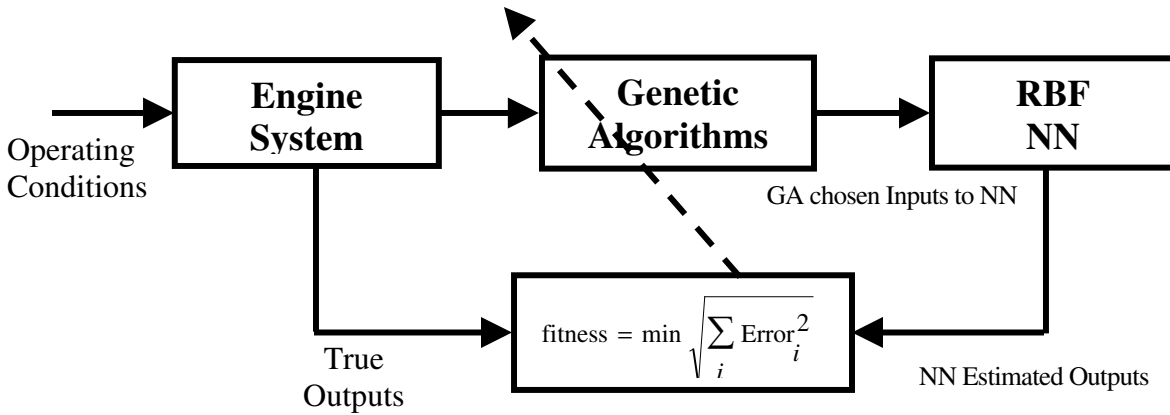 Engine
System
Genetic
Algorithms
RBF
NN
Operating
Conditions
GA chosen Inputs to NN
fitness = min √∑_i Error_i^2
True
Outputs
NN Estimated Outputs